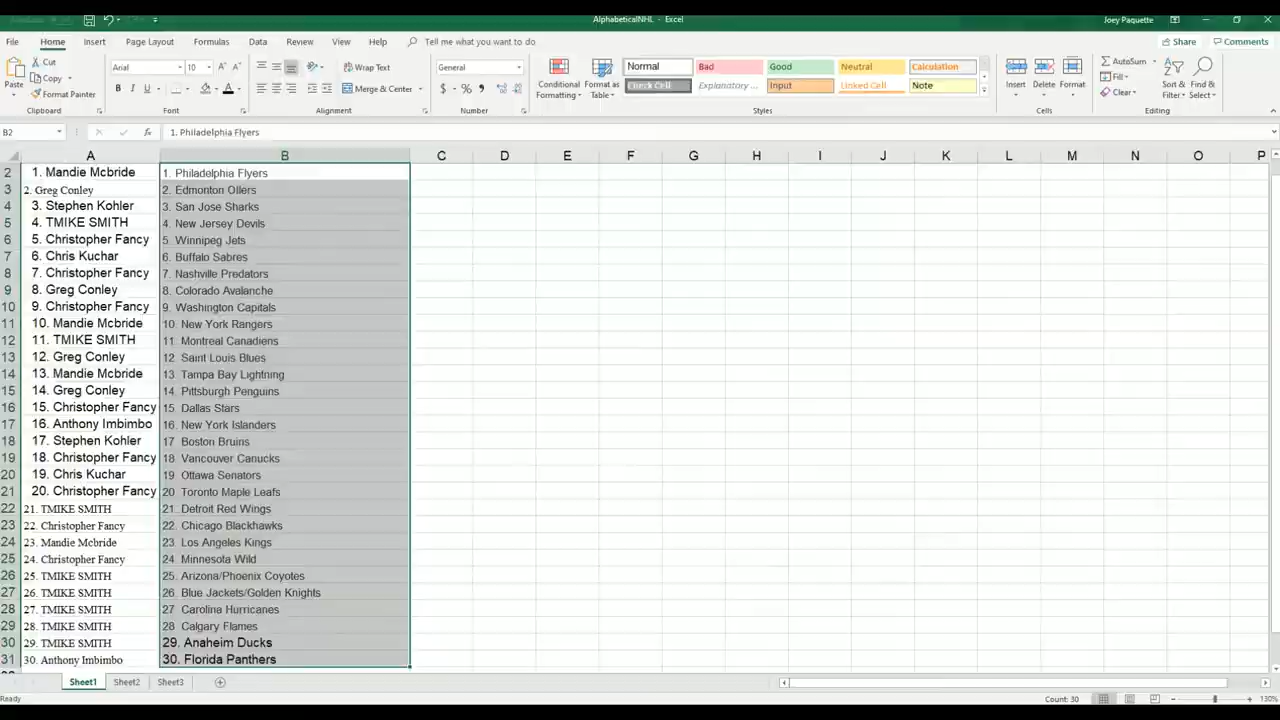 AlphabeticalNHL - Excel
Joey Paquette
File Home Insert Page Layout Formulas Data Review View Help Tell me what you want to do Share Comments
Paste Cut Copy Format Painter Clipboard
Arial 10 Font
Wrap Text Merge & Center Alignment
General Number
Conditional Formatting Format as Table
Normal Bad Good Neutral Calculation
Check Cell Explanatory ... Input Linked Cell Note
Styles
Insert Delete Format Cells
AutoSum Fill Clear Sort & Filter Find & Select Editing
B2 fx 1. Philadelphia Flyers
A B C D E F G H I J K L M N O P
2 1. Mandie Mcbride 1. Philadelphia Flyers
3 2. Greg Conley 2. Edmonton Oilers
4 3. Stephen Kohler 3. San Jose Sharks
5 4. TMIKE SMITH 4. New Jersey Devils
6 5. Christopher Fancy 5. Winnipeg Jets
7 6. Chris Kuchar 6. Buffalo Sabres
8 7. Christopher Fancy 7. Nashville Predators
9 8. Greg Conley 8. Colorado Avalanche
10 9. Christopher Fancy 9. Washington Capitals
11 10. Mandie Mcbride 10. New York Rangers
12 11. TMIKE SMITH 11. Montreal Canadiens
13 12. Greg Conley 12. Saint Louis Blues
14 13. Mandie Mcbride 13. Tampa Bay Lightning
15 14. Greg Conley 14. Pittsburgh Penguins
16 15. Christopher Fancy 15. Dallas Stars
17 16. Anthony Imbimbo 16. New York Islanders
18 17. Stephen Kohler 17. Boston Bruins
19 18. Christopher Fancy 18. Vancouver Canucks
20 19. Chris Kuchar 19. Ottawa Senators
21 20. Christopher Fancy 20. Toronto Maple Leafs
22 21. TMIKE SMITH 21. Detroit Red Wings
23 22. Christopher Fancy 22. Chicago Blackhawks
24 23. Mandie Mcbride 23. Los Angeles Kings
25 24. Christopher Fancy 24. Minnesota Wild
26 25. TMIKE SMITH 25. Arizona/Phoenix Coyotes
27 26. TMIKE SMITH 26. Blue Jackets/Golden Knights
28 27. TMIKE SMITH 27. Carolina Hurricanes
29 28. TMIKE SMITH 28. Calgary Flames
30 29. TMIKE SMITH 29. Anaheim Ducks
31 30. Anthony Imbimbo 30. Florida Panthers
Sheet1 Sheet2 Sheet3
Ready Count: 30 130%